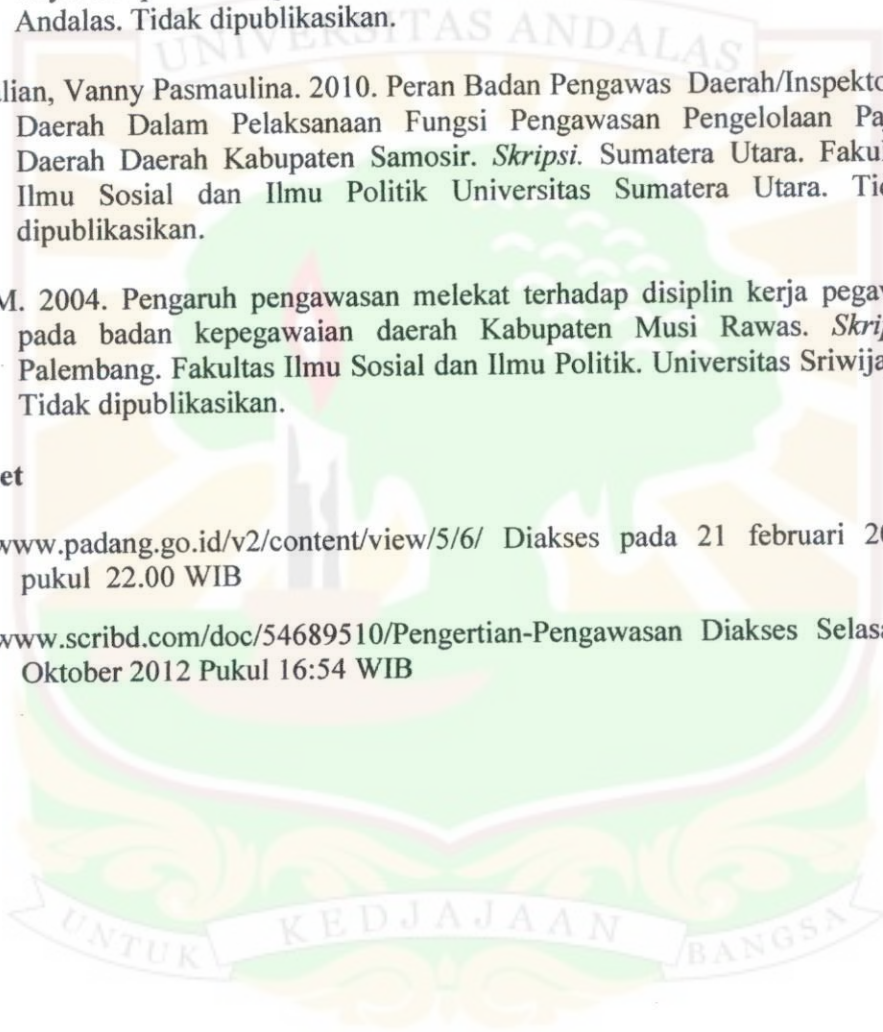 Andalas. Tidak dipublikasikan.
UNIVERSITAS ANDALAS
lian, Vanny Pasmaulina. 2010. Peran Badan Pengawas Daerah/Inspekto
Daerah Dalam Pelaksanaan Fungsi Pengawasan Pengelolaan Pa
Daerah Daerah Kabupaten Samosir. Skripsi. Sumatera Utara. Fakul
Ilmu Sosial dan Ilmu Politik Universitas Sumatera Utara. Tid
dipublikasikan.
M. 2004. Pengaruh pengawasan melekat terhadap disiplin kerja pegaw
pada badan kepegawaian daerah Kabupaten Musi Rawas. Skrip
Palembang. Fakultas Ilmu Sosial dan Ilmu Politik. Universitas Sriwija
Tidak dipublikasikan.
et
www.padang.go.id/v2/content/view/5/6/ Diakses pada 21 februari 20
pukul 22.00 WIB
www.scribd.com/doc/54689510/Pengertian-Pengawasan Diakses Selasa
Oktober 2012 Pukul 16:54 WIB
UNTUK KEDJAJAAN BANGSA